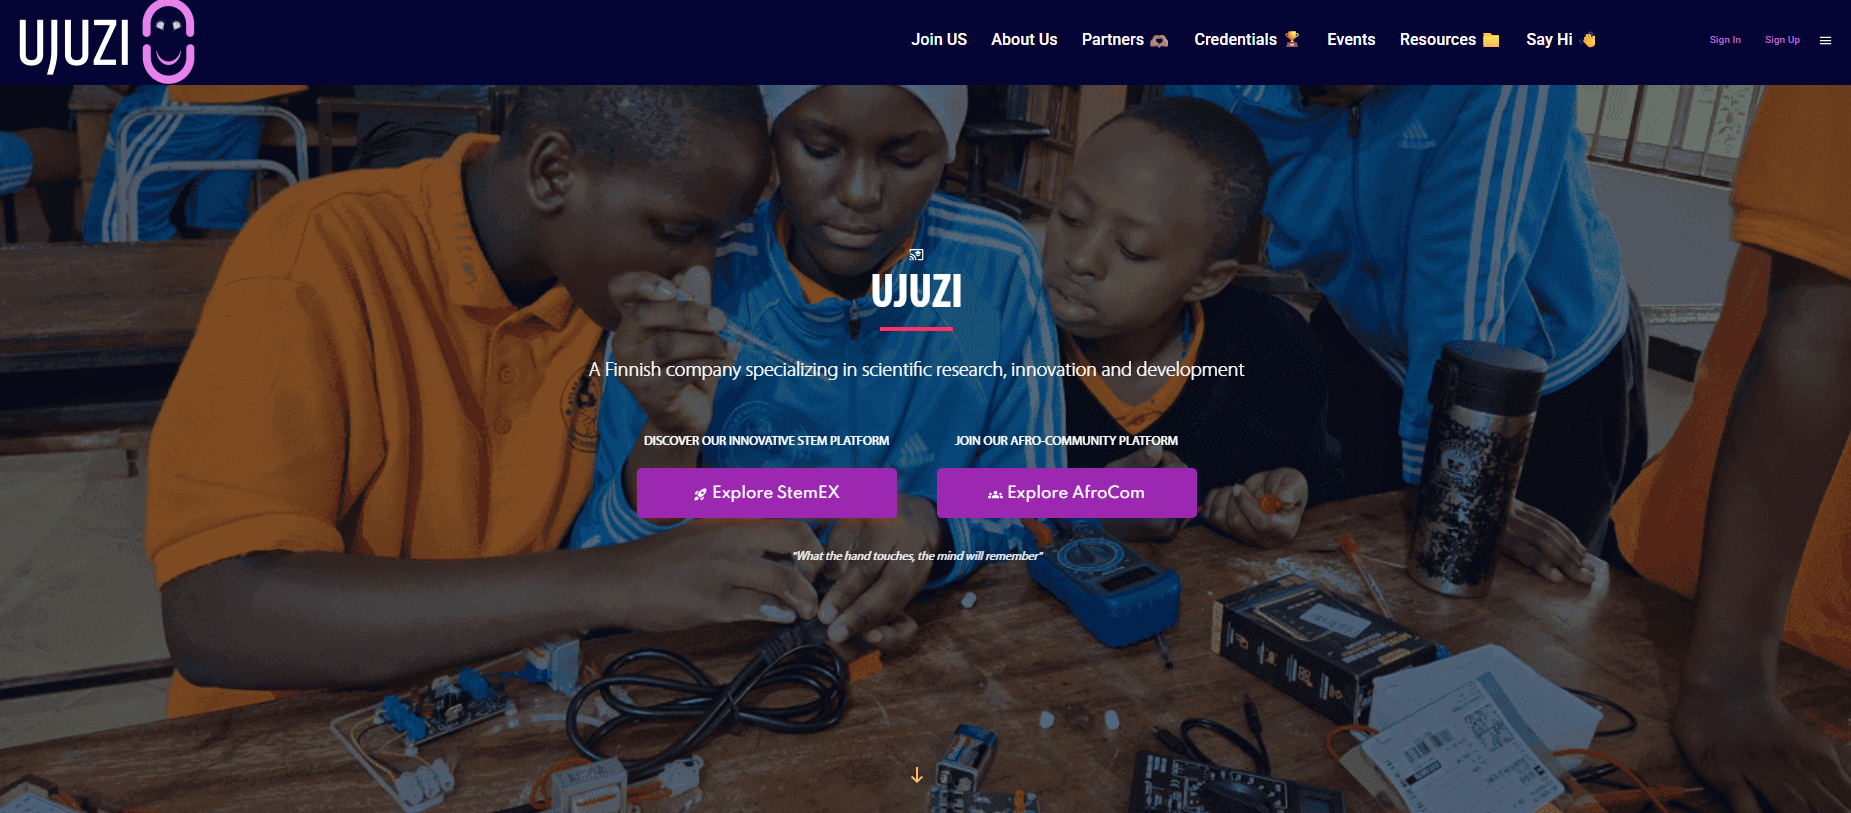 UJUZI
Join US About Us Partners Credentials Events Resources Say Hi Sign In Sign Up
UJUZI
A Finnish company specializing in scientific research, innovation and development
DISCOVER OUR INNOVATIVE STEM PLATFORM
Explore StemEX
JOIN OUR AFRO-COMMUNITY PLATFORM
Explore AfroCom
"What the hand touches, the mind will remember"
adidas